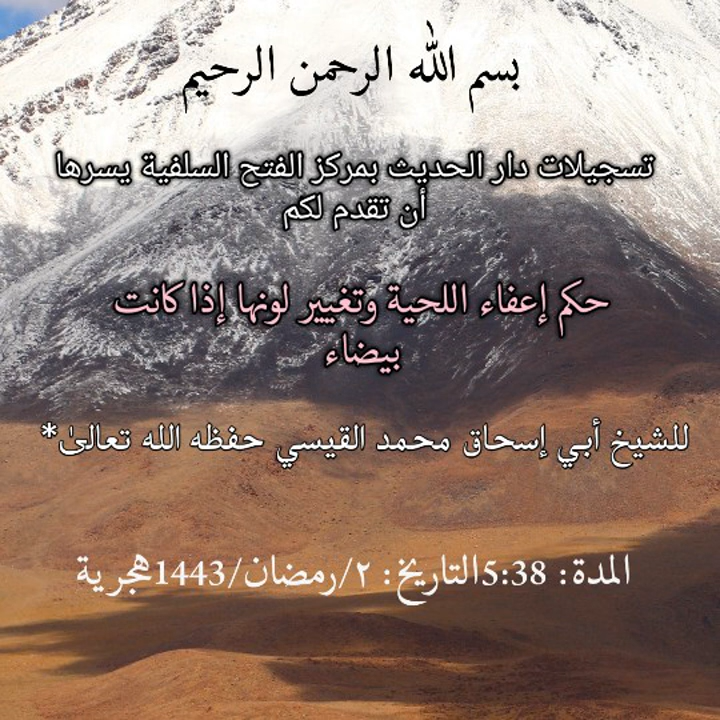 بسم الله الرحمن الرحيم
تسجيلات دار الحديث بمركز الفتح السلفية يسرها
أن تقدم لكم
حكم إعفاء اللحية وتغيير لونها إذا كانت
بيضاء
للشيخ أبي إسحاق محمد القيسي حفظه الله تعالىٰ*
المدة: 5:38التاريخ: ٢/رمضان/1443هجرية